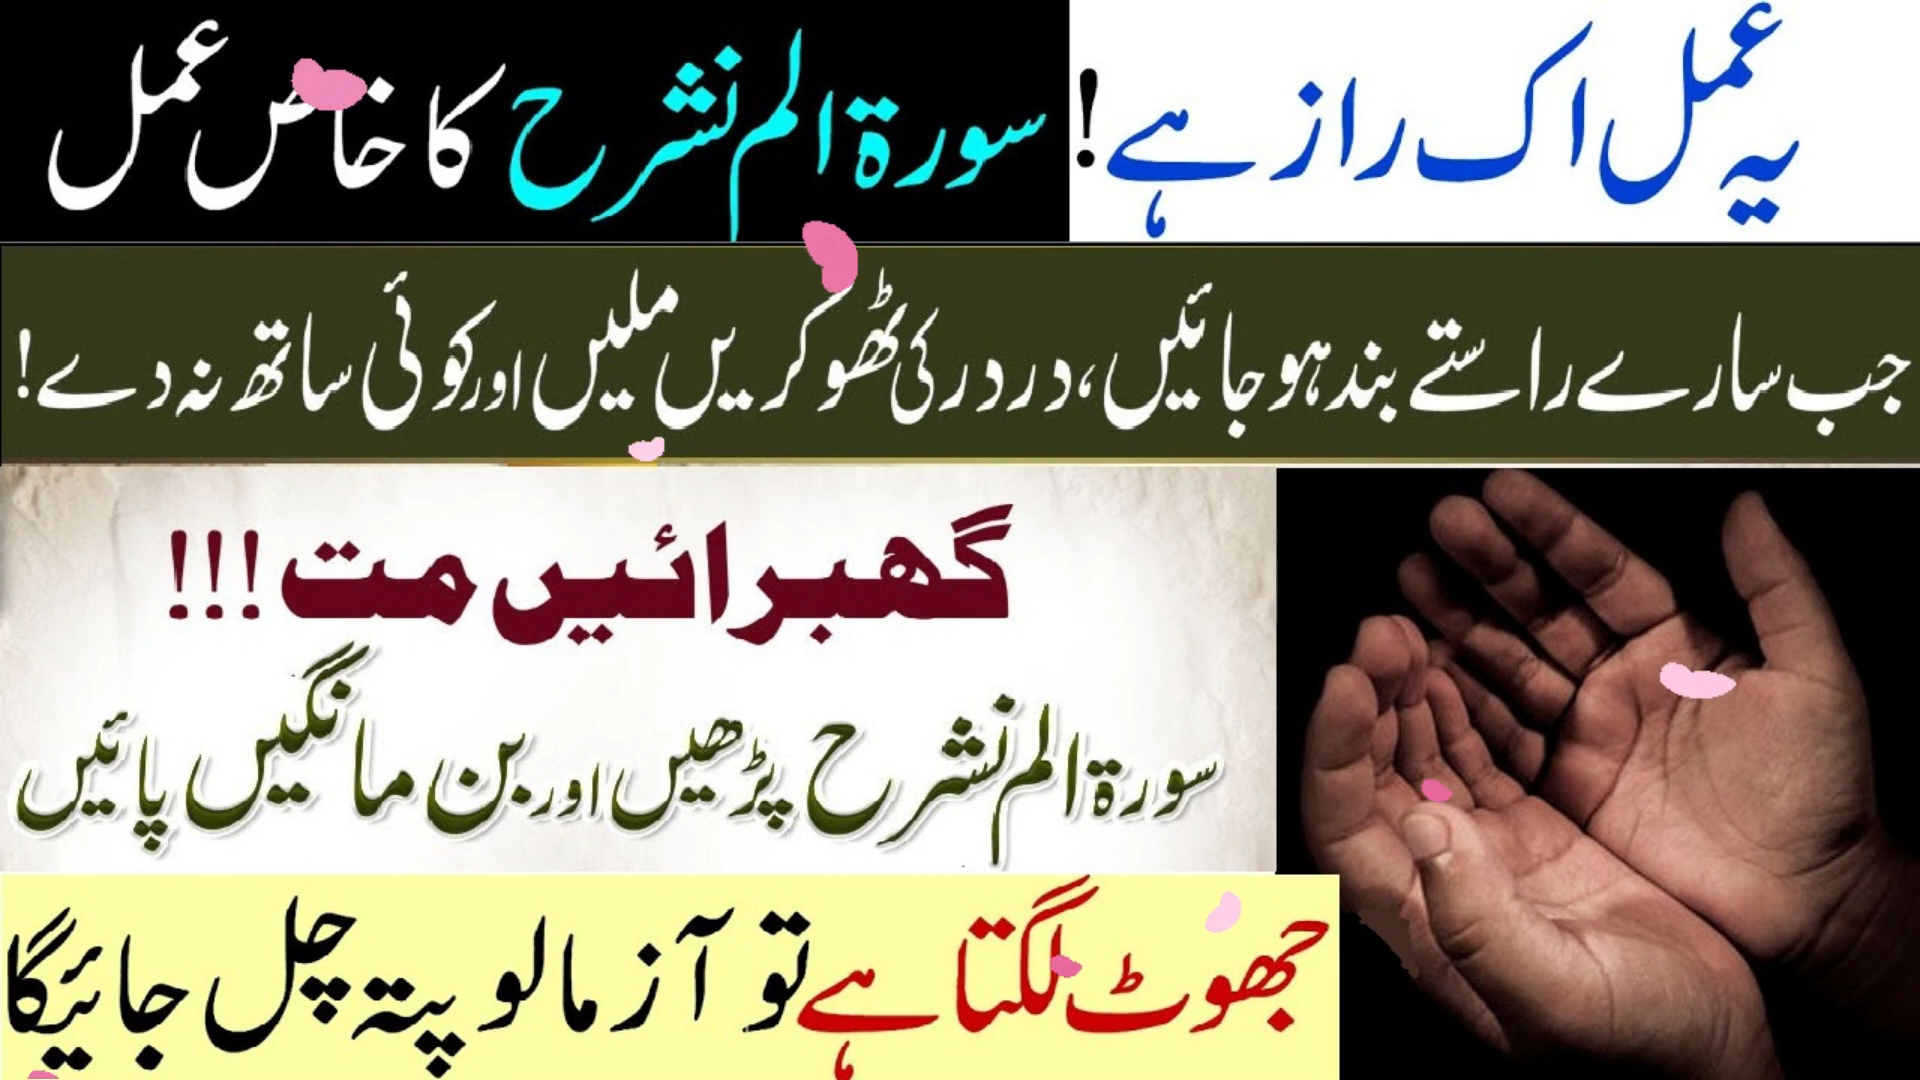 یہ عمل اک راز ہے!
سورۃ الم نشرح کا خاص عمل
جب سارے راستے بند ہو جائیں، در در کی ٹھوکریں ملیں اور کوئی ساتھ نہ دے!
گھبرائیں مت!!!
سورۃ الم نشرح پڑھیں اور بن مانگیں پائیں
جھوٹ لگتا ہے تو آزمالو پتہ چل جائیگا